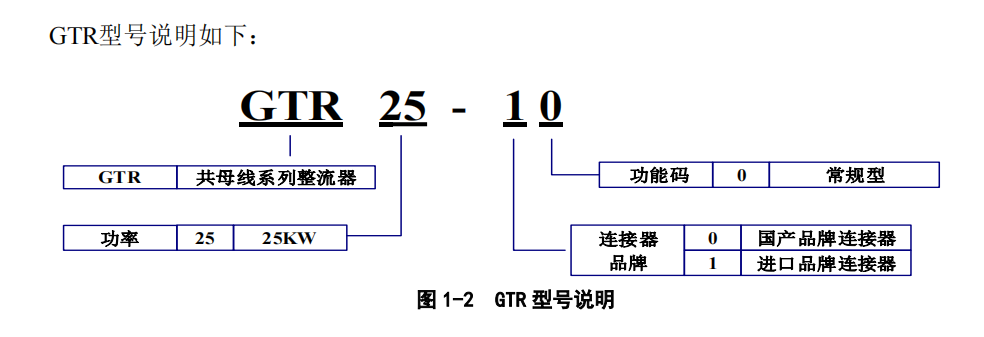 GTR型号说明如下：
GTR 25 - 10
GTR 共母线系列整流器
功能码 0 常规型
功率 25 25KW
连接器品牌 0 国产品牌连接器
1 进口品牌连接器
图 1-2 GTR 型号说明